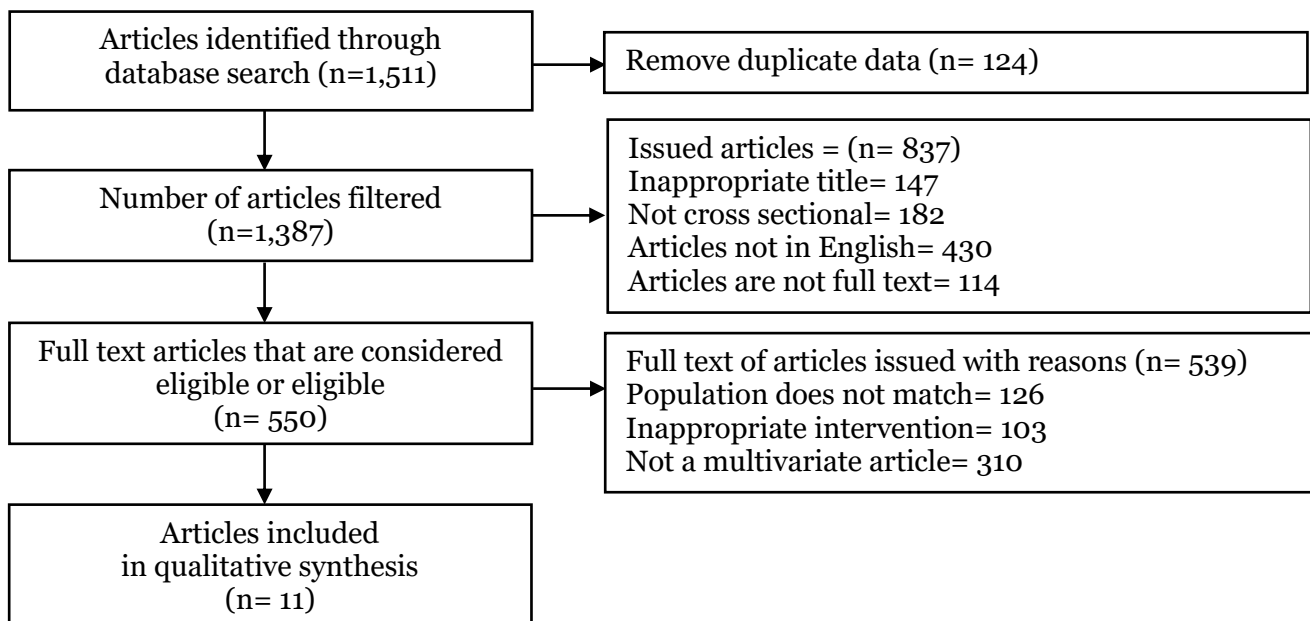 Articles identified through
database search (n=1,511)
Remove duplicate data (n= 124)
Number of articles filtered
(n=1,387)
Issued articles = (n= 837)
Inappropriate title= 147
Not cross sectional= 182
Articles not in English= 430
Articles are not full text= 114
Full text articles that are considered
eligible or eligible
(n= 550)
Full text of articles issued with reasons (n= 539)
Population does not match= 126
Inappropriate intervention= 103
Not a multivariate article= 310
Articles included
in qualitative synthesis
(n= 11)